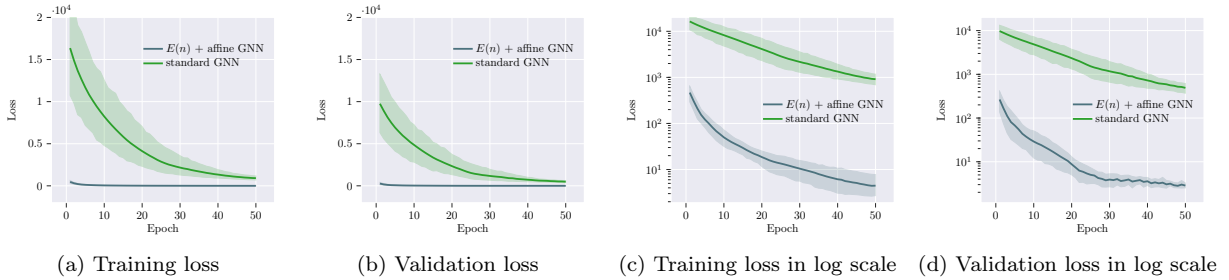 ·10⁴
2
1.5
1
0.5
0
Loss
E(n) + affine GNN
standard GNN
0 10 20 30 40 50
Epoch
(a) Training loss
·10⁴
2
1.5
1
0.5
0
Loss
E(n) + affine GNN
standard GNN
0 10 20 30 40 50
Epoch
(b) Validation loss
10⁴
10³
10²
10¹
Loss
E(n) + affine GNN
standard GNN
0 10 20 30 40 50
Epoch
(c) Training loss in log scale
10⁴
10³
10²
10¹
Loss
E(n) + affine GNN
standard GNN
0 10 20 30 40 50
Epoch
(d) Validation loss in log scale